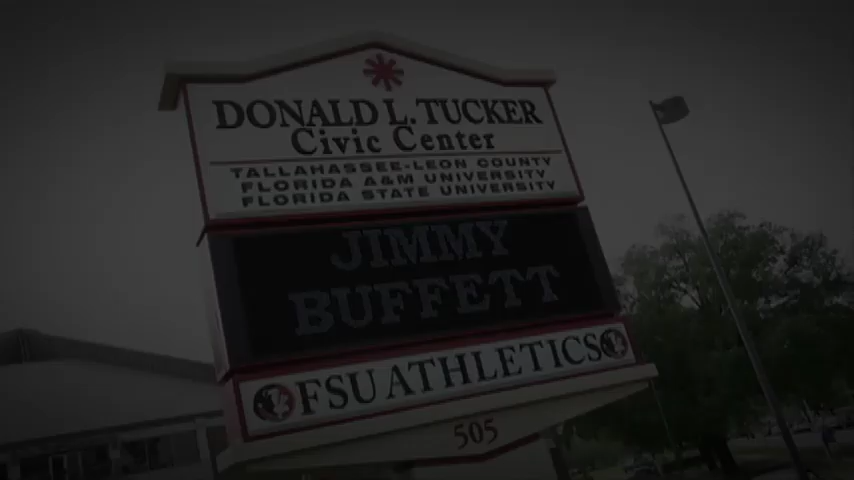 DONALD L. TUCKER
Civic Center
TALLAHASSEE-LEON COUNTY
FLORIDA A&M UNIVERSITY
FLORIDA STATE UNIVERSITY
JIMMY
BUFFETT
FSU ATHLETICS
505